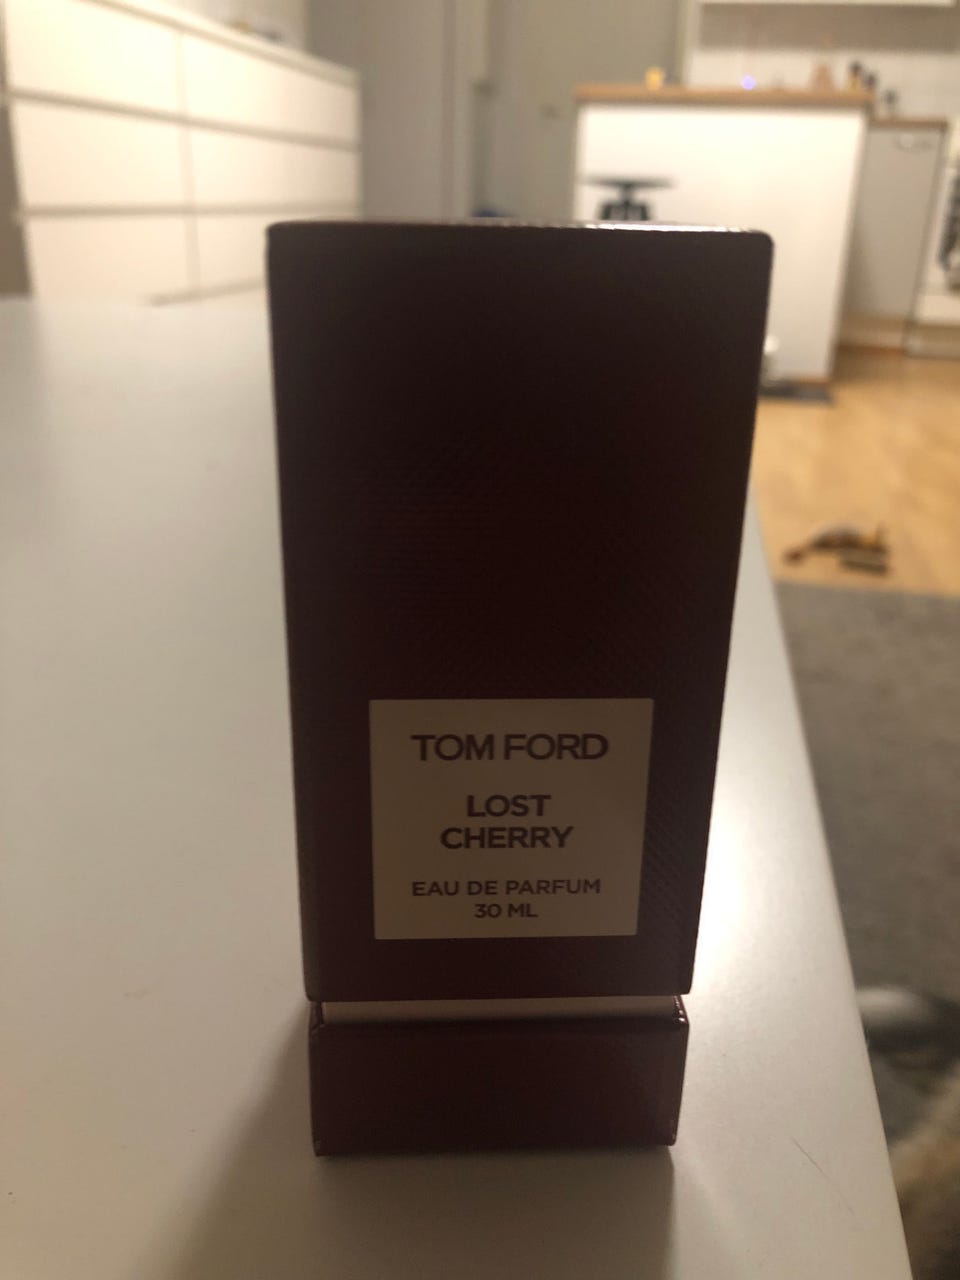 TOM FORD
LOST
CHERRY
EAU DE PARFUM
30 ML